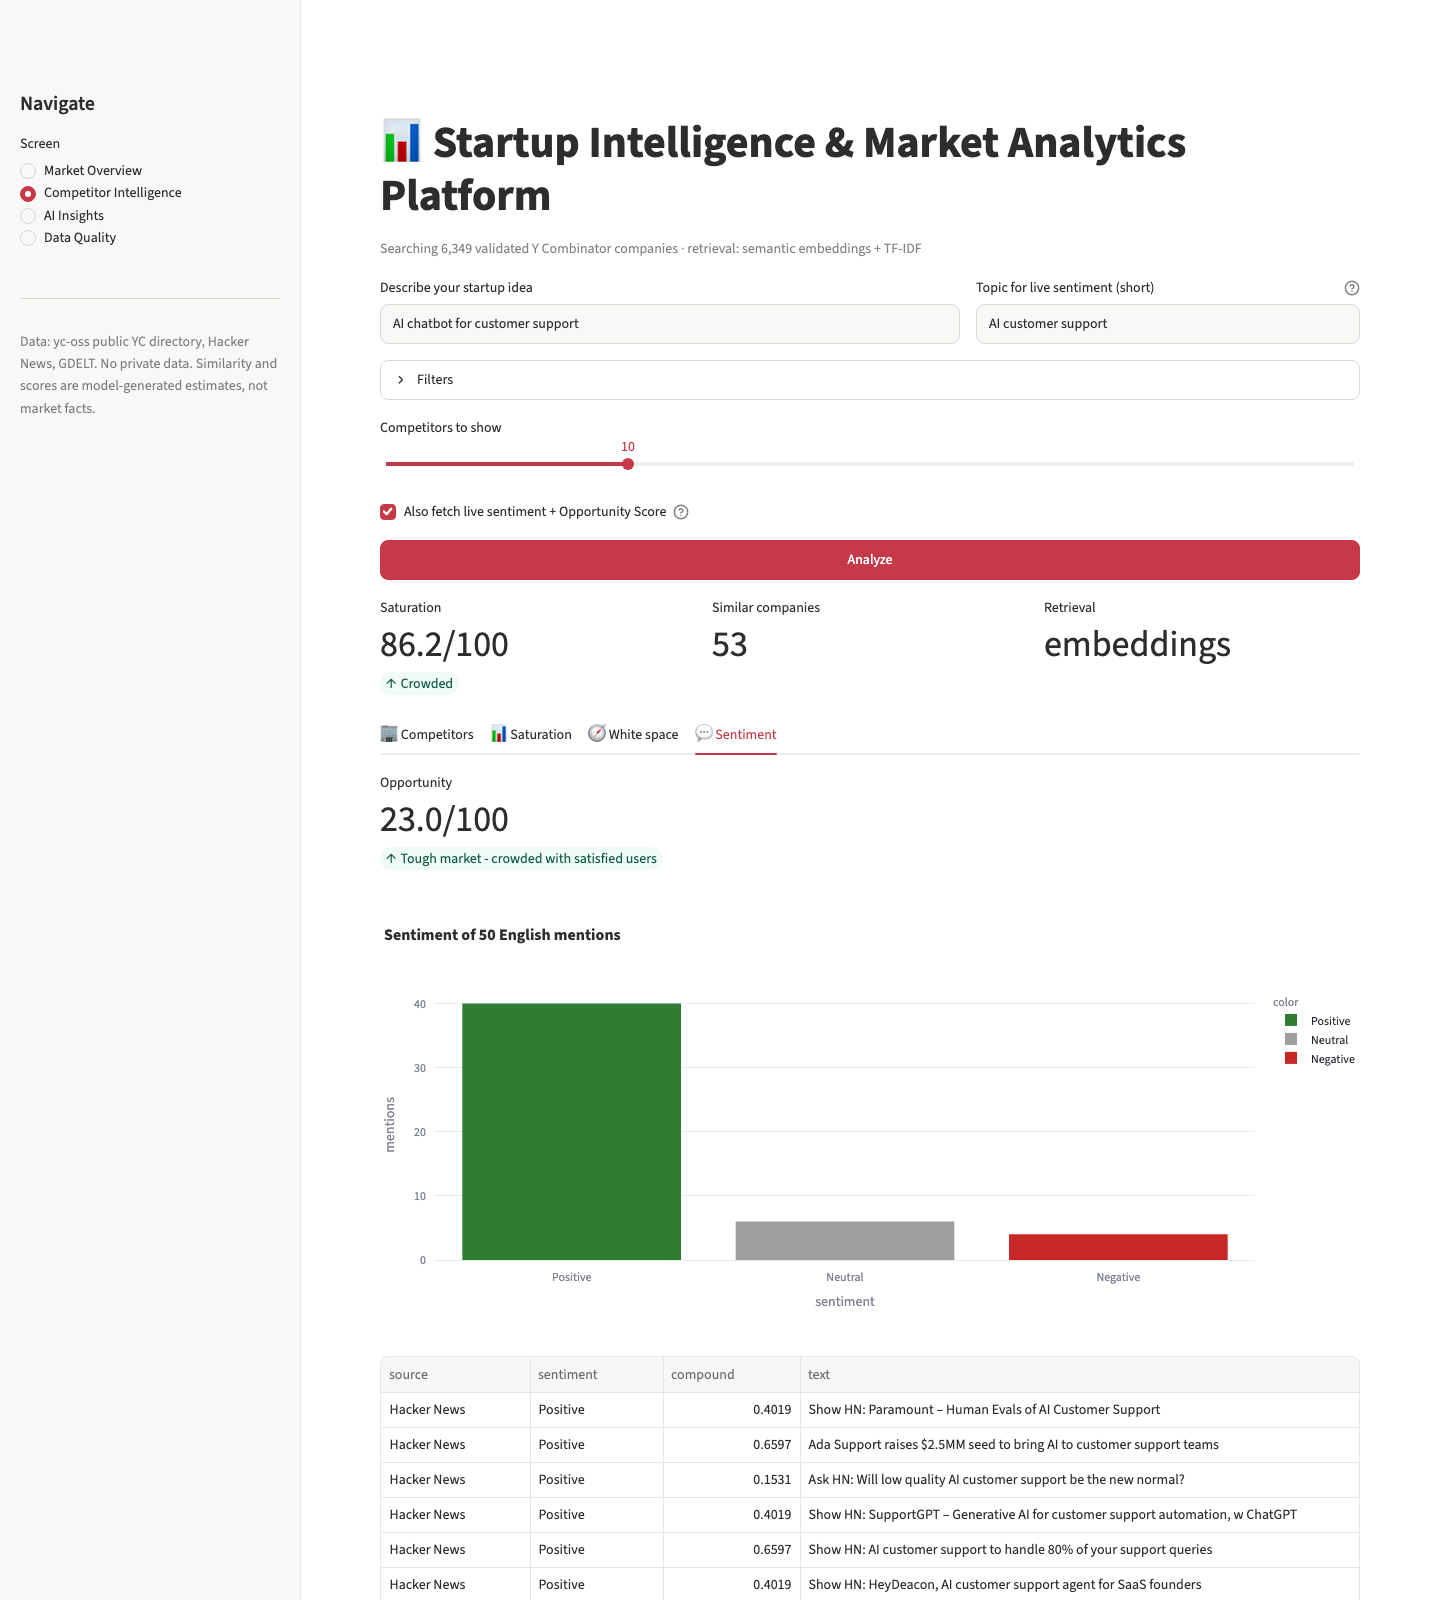 Navigate
Screen
Market Overview
Competitor Intelligence
AI Insights
Data Quality
Data: yc-oss public YC directory, Hacker
News, GDELT. No private data. Similarity and
scores are model-generated estimates, not
market facts.
Startup Intelligence & Market Analytics
Platform
Searching 6,349 validated Y Combinator companies · retrieval: semantic embeddings + TF-IDF
Describe your startup idea
Topic for live sentiment (short)
AI chatbot for customer support
AI customer support
Filters
Competitors to show
10
Also fetch live sentiment + Opportunity Score
Analyze
Saturation Similar companies Retrieval
86.2/100 53 embeddings
↑ Crowded
Competitors Saturation White space Sentiment
Opportunity
23.0/100
↑ Tough market - crowded with satisfied users
Sentiment of 50 English mentions
mentions
40
30
20
10
0
Positive Neutral Negative
sentiment
color
Positive
Neutral
Negative
source sentiment compound text
Hacker News Positive 0.4019 Show HN: Paramount – Human Evals of AI Customer Support
Hacker News Positive 0.6597 Ada Support raises $2.5MM seed to bring AI to customer support teams
Hacker News Positive 0.1531 Ask HN: Will low quality AI customer support be the new normal?
Hacker News Positive 0.4019 Show HN: SupportGPT – Generative AI for customer support automation, w ChatGPT
Hacker News Positive 0.6597 Show HN: AI customer support to handle 80% of your support queries
Hacker News Positive 0.4019 Show HN: HeyDeacon, AI customer support agent for SaaS founders